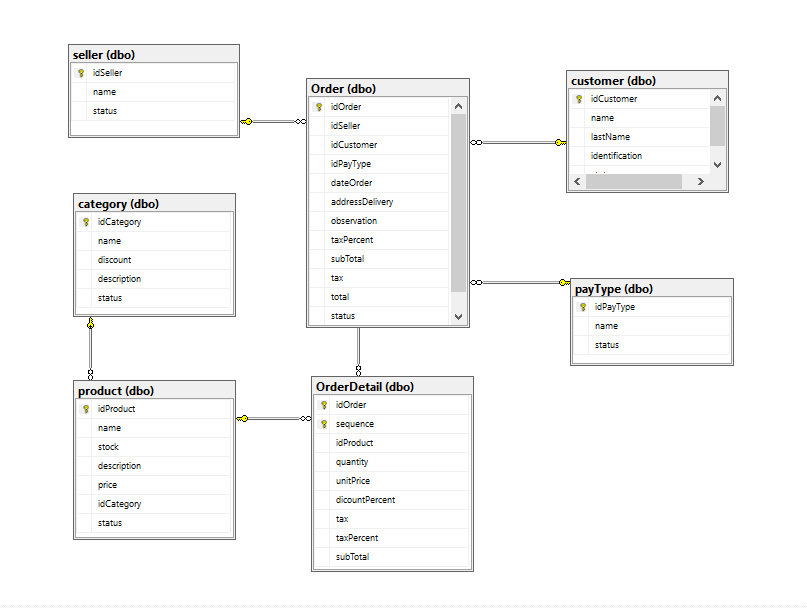 seller (dbo)
idSeller
name
status
Order (dbo)
idOrder
idSeller
idCustomer
idPayType
dateOrder
addressDelivery
observation
taxPercent
subTotal
tax
total
status
customer (dbo)
idCustomer
name
lastName
identification
category (dbo)
idCategory
name
discount
description
status
payType (dbo)
idPayType
name
status
product (dbo)
idProduct
name
stock
description
price
idCategory
status
OrderDetail (dbo)
idOrder
sequence
idProduct
quantity
unitPrice
dicountPercent
tax
taxPercent
subTotal